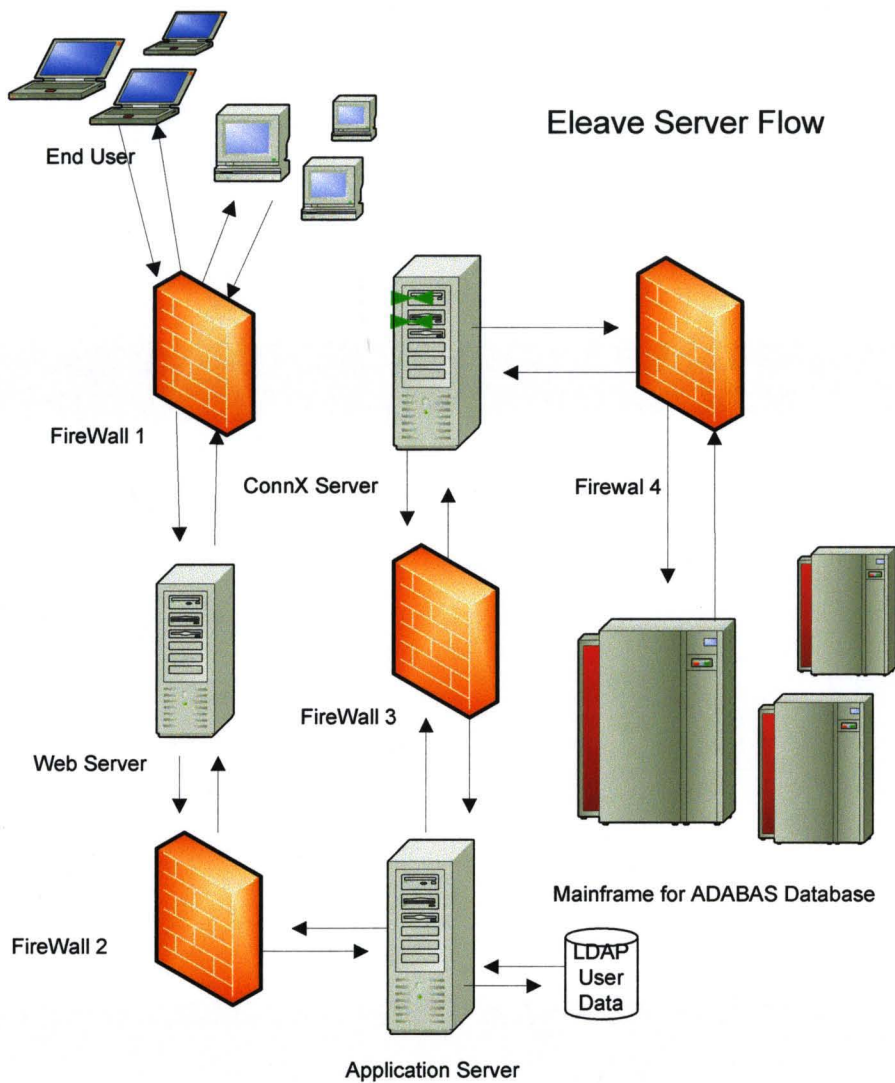 Eleave Server Flow
End User
FireWall 1
ConnX Server
Firewal 4
FireWall 3
Web Server
Mainframe for ADABAS Database
FireWall 2
LDAP
User
Data
Application Server